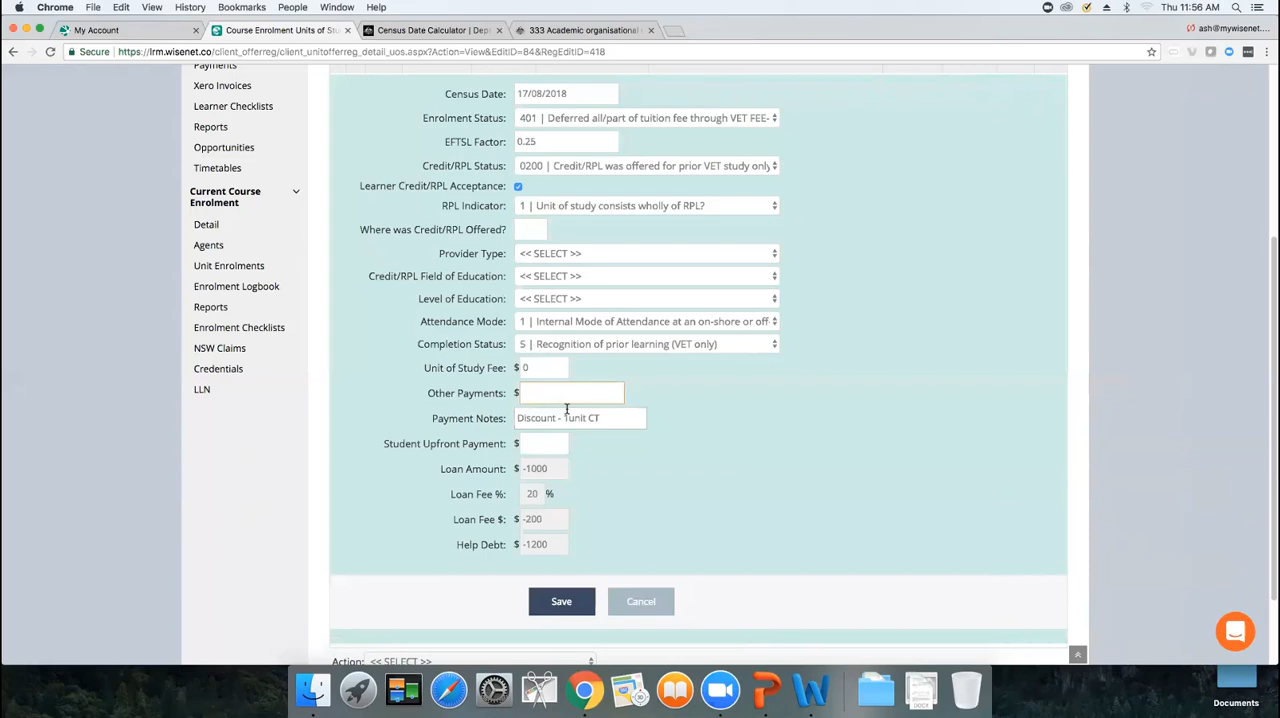 Chrome File Edit View History Bookmarks People Window Help Thu 11:56 AM
My Account Course Enrolment Units of Stu Census Date Calculator | Dep 333 Academic organisational ash@mywisenet....
Secure https://lrm.wisenet.co/client_offerreg/client_unitofferreg_detail_uos.aspx?Action=View&EditID=84&RegEditID=418
Payments
Xero Invoices
Learner Checklists
Reports
Opportunities
Timetables
Current Course
Enrolment
Detail
Agents
Unit Enrolments
Enrolment Logbook
Reports
Enrolment Checklists
NSW Claims
Credentials
LLN
Census Date: 17/08/2018
Enrolment Status: 401 | Deferred all/part of tuition fee through VET FEE-
EFTSL Factor: 0.25
Credit/RPL Status: 0200 | Credit/RPL was offered for prior VET study only
Learner Credit/RPL Acceptance:
RPL Indicator: 1 | Unit of study consists wholly of RPL?
Where was Credit/RPL Offered?
Provider Type: << SELECT >>
Credit/RPL Field of Education: << SELECT >>
Level of Education: << SELECT >>
Attendance Mode: 1 | Internal Mode of Attendance at an on-shore or off-
Completion Status: 5 | Recognition of prior learning (VET only)
Unit of Study Fee: $ 0
Other Payments: $
Payment Notes: Discount - 1unit CT
Student Upfront Payment: $
Loan Amount: $ -1000
Loan Fee %: 20 %
Loan Fee $: $ -200
Help Debt: $ -1200
Save Cancel
Action: << SELECT >>
Documents